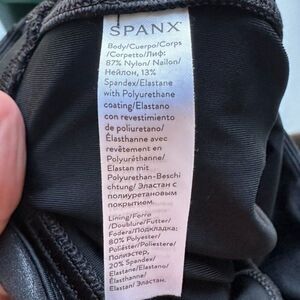 SPANX®
Body/Cuerpo/Corps
/Corpetto/Лиф:
87% Nylon/ Nailon/
Нейлон, 13%
Spandex/Elastane
with Polyurethane
coating/Elastano
con revestimiento
de poliuretano/
Élasthanne avec
revêtement en
Polyuréthanne/
Elastan mit
Polyurethan-Beschi
chtung/ Эластан с
полиуретановым
покрытием
Lining/Forro
/Doublure/Futter/
Fodera/Подкладка:
80% Polyester/
Poliéster/Poliestere/
Полиэстер,
20% Spandex/
Elastane/Elastano/
Élasthanne/
Elastan/ Эластан.